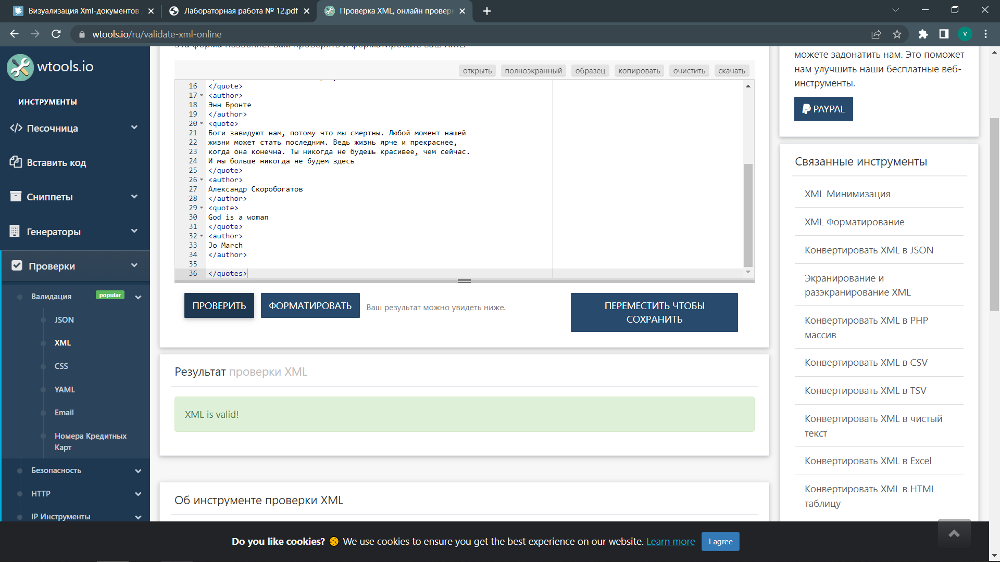 Визуализация Xml-документов
Лабораторная работа № 12.pdf
Проверка XML, онлайн провер
wtools.io/ru/validate-xml-online
V
wtools.io
ИНСТРУМЕНТЫ
Песочница
Вставить код
Сниппеты
Генераторы
Проверки
Валидация
popular
JSON
XML
CSS
YAML
Email
Номера Кредитных
Карт
Безопасность
HTTP
IP Инструменты
Эта форма позволяет вам проверять и форматировать ваш XML.
открыть
полноэкранный
образец
копировать
очистить
скачать
16 </quote>
17 <author>
18 Энн Бронте
19 </author>
20 <quote>
21 Боги завидуют нам, потому что мы смертны. Любой момент нашей
22 жизни может стать последним. Ведь жизнь ярче и прекраснее,
23 когда она конечна. Ты никогда не будешь красивее, чем сейчас.
24 И мы больше никогда не будем здесь
25 </quote>
26 <author>
27 Александр Скоробогатов
28 </author>
29 <quote>
30 God is a woman
31 </quote>
32 <author>
33 Jo March
34 </author>
35
36 </quotes>
ПРОВЕРИТЬ
ФОРМАТИРОВАТЬ
Ваш результат можно увидеть ниже.
ПЕРЕМЕСТИТЬ ЧТОБЫ
СОХРАНИТЬ
Результат проверки XML
XML is valid!
Об инструменте проверки XML
можете задонатить нам. Это поможет
нам улучшить наши бесплатные веб-
инструменты.
PAYPAL
Связанные инструменты
XML Минимизация
XML Форматирование
Конвертировать XML в JSON
Экранирование и
разэкранирование XML
Конвертировать XML в PHP
массив
Конвертировать XML в CSV
Конвертировать XML в TSV
Конвертировать XML в чистый
текст
Конвертировать XML в Excel
Конвертировать XML в HTML
таблицу
Do you like cookies? We use cookies to ensure you get the best experience on our website. Learn more
I agree